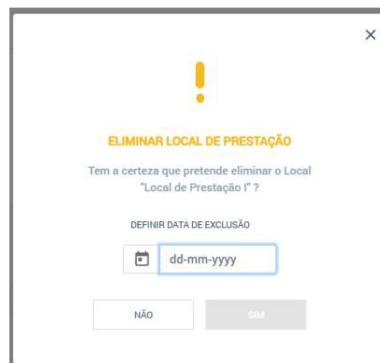 ELIMINAR LOCAL DE PRESTAÇÃO
Tem a certeza que pretende eliminar o Local
"Local de Prestação I" ?
DEFINIR DATA DE EXCLUSÃO
dd-mm-yyyy
NÃO
SIM